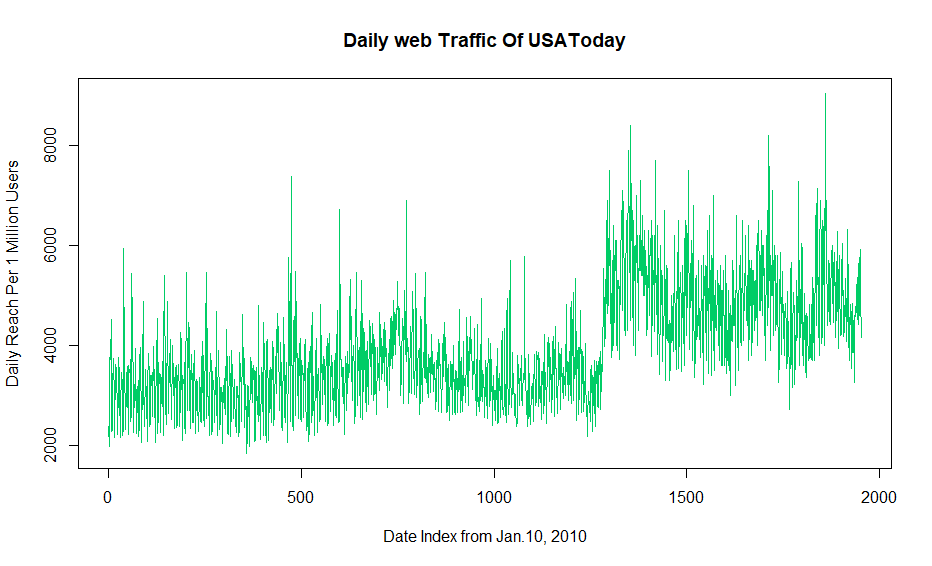 Daily web Traffic Of USAToday
Daily Reach Per 1 Million Users
8000
6000
4000
2000
0 500 1000 1500 2000
Date Index from Jan.10, 2010